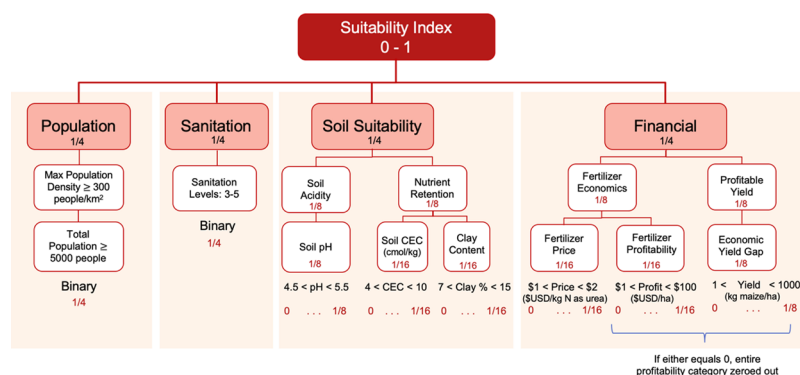 Suitability Index
0 - 1
Population
1/4
Max Population
Density ≥ 300
people/km²
Total
Population ≥
5000 people
Binary
1/4
Sanitation
1/4
Sanitation
Levels: 3-5
Binary
1/4
Soil Suitability
1/4
Soil
Acidity
1/8
Soil pH
1/8
4.5 < pH < 5.5
0 . . . 1/8
Nutrient
Retention
1/8
Soil CEC
(cmol/kg)
1/16
4 < CEC < 10
0 . . . 1/16
Clay
Content
1/16
7 < Clay % < 15
0 . . . 1/16
Financial
1/4
Fertilizer
Economics
1/8
Fertilizer
Price
1/16
$1 < Price < $2
($USD/kg N as urea)
0 . . . 1/16
Fertilizer
Profitability
1/16
$1 < Profit < $100
($USD/ha)
0 . . . 1/16
Profitable
Yield
1/8
Economic
Yield Gap
1/8
1 < Yield < 1000
(kg maize/ha)
0 . . . 1/8
If either equals 0, entire
profitability category zeroed out